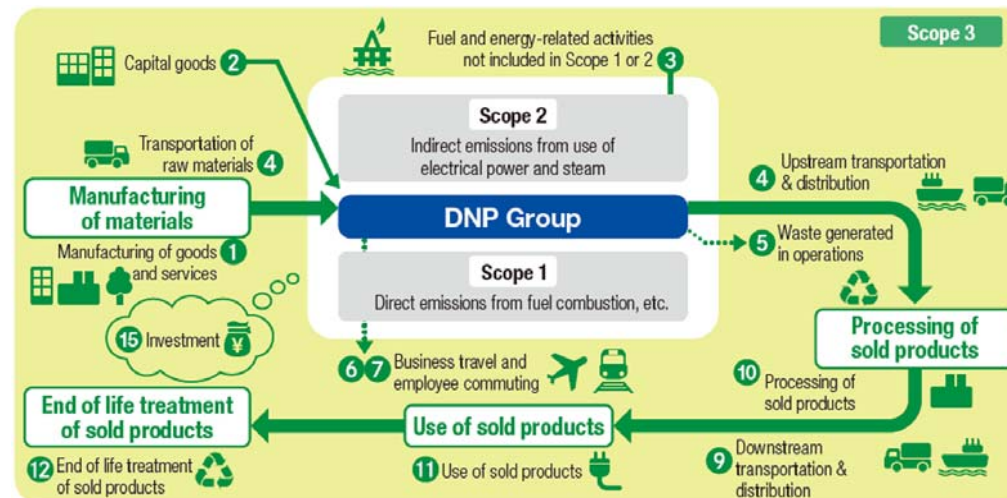 Scope 3
Capital goods 2
Fuel and energy-related activities
not included in Scope 1 or 2 3
Scope 2
Indirect emissions from use of
electrical power and steam
Transportation of
raw materials 4
Manufacturing
of materials
DNP Group
4 Upstream transportation
& distribution
5 Waste generated
in operations
Manufacturing of goods 1
and services
Scope 1
Direct emissions from fuel combustion, etc.
15 Investment ¥
6 7 Business travel and
employee commuting
Processing of
sold products
10 Processing of
sold products
End of life treatment
of sold products
Use of sold products
12 End of life treatment
of sold products
11 Use of sold products
9 Downstream
transportation &
distribution